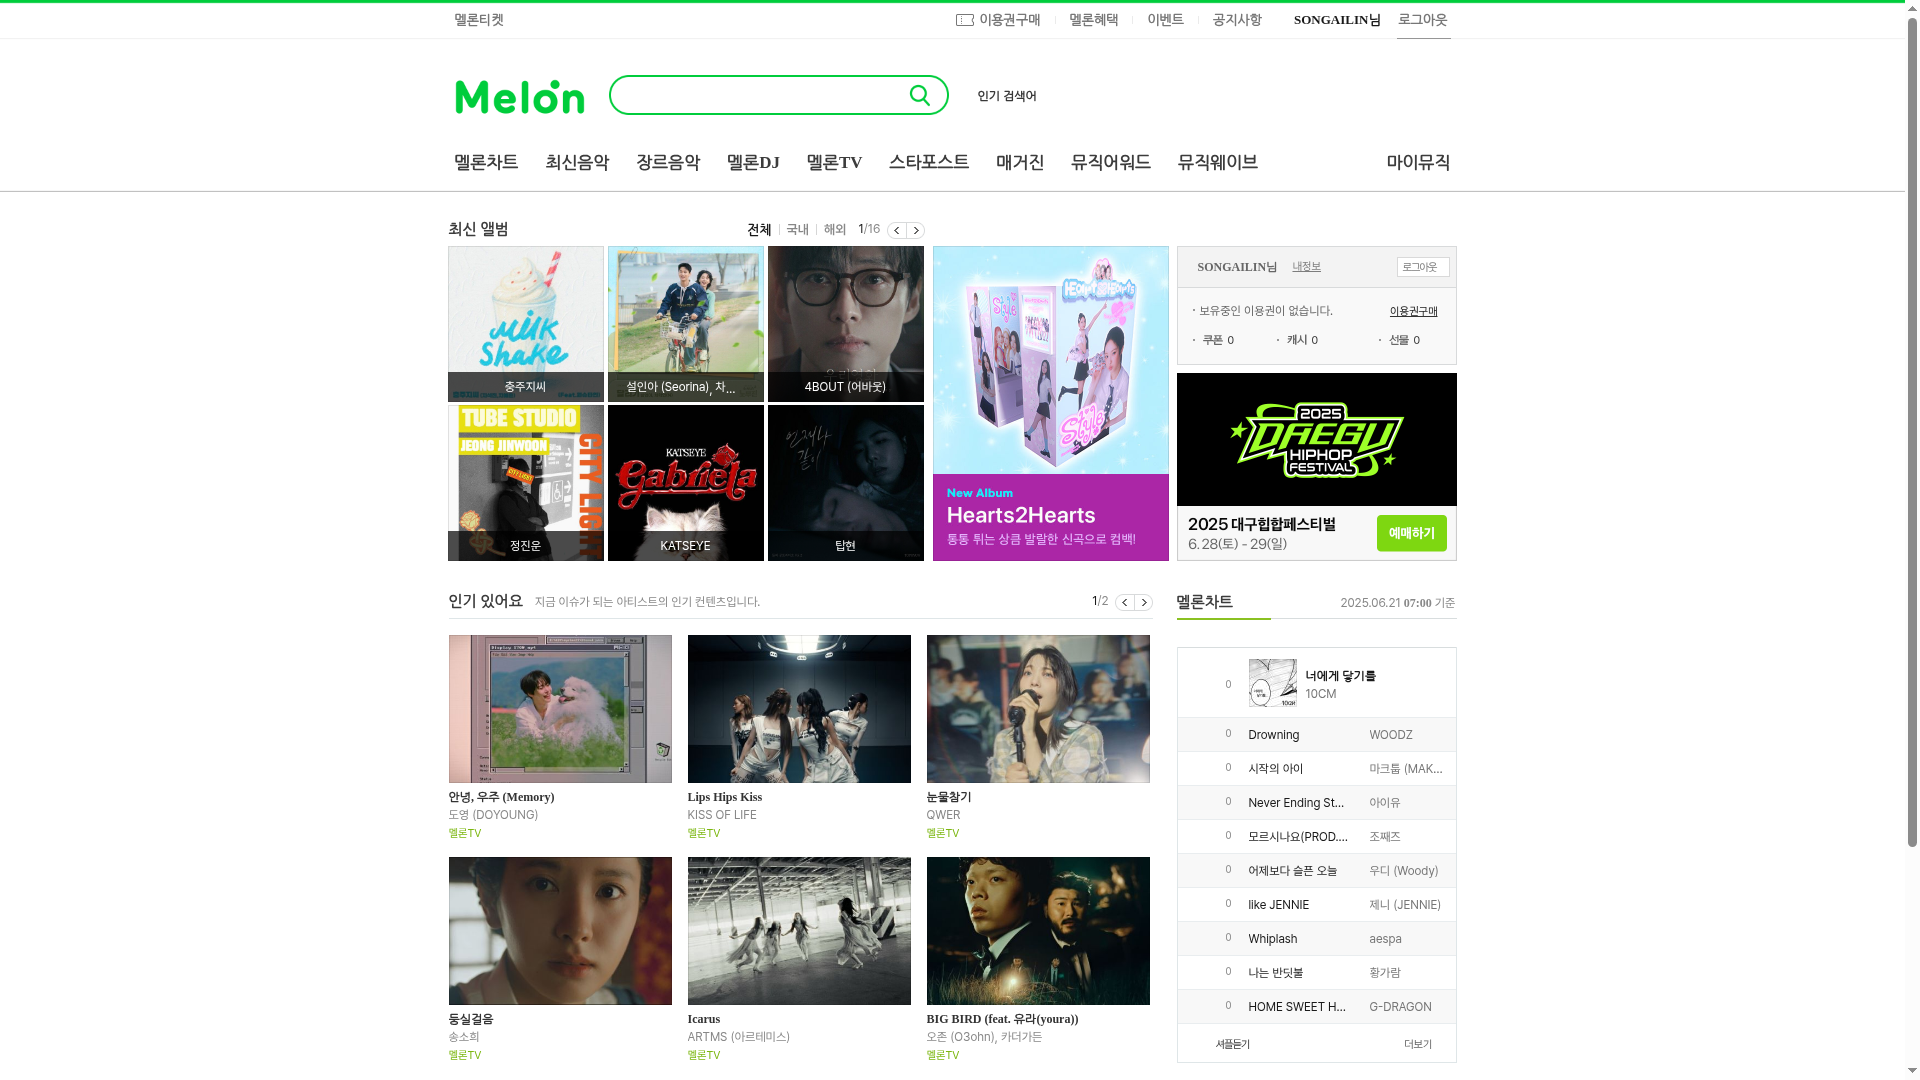 멜론티켓
이용권구매
멜론혜택
이벤트
공지사항
SONGAILIN님
로그아웃
Melon
인기 검색어
멜론차트
최신음악
장르음악
멜론DJ
멜론TV
스타포스트
매거진
뮤직어워드
뮤직웨이브
마이뮤직
최신 앨범
전체
국내
해외
1/16
Milk
Shake
충주지씨
설인아 (Seorina), 차...
4BOUT (어바웃)
TUBE STUDIO
JEONG JINWOON
CITY LIGHT
정진운
KATSEYE
Gabriela
KATSEYE
언제나
같이
탑현
Hearts2Hearts
Style
Style
New Album
Hearts2Hearts
통통 튀는 상큼 발랄한 신곡으로 컴백!
SONGAILIN님
내정보
로그아웃
보유중인 이용권이 없습니다.
이용권구매
쿠폰 0
캐시 0
선물 0
2025
DAEGU
HIPHOP
FESTIVAL
2025 대구힙합페스티벌
6. 28(토) - 29(일)
예매하기
인기 있어요
지금 이슈가 되는 아티스트의 인기 컨텐츠입니다.
1/2
안녕, 우주 (Memory)
도영 (DOYOUNG)
멜론TV
Lips Hips Kiss
KISS OF LIFE
멜론TV
눈물참기
QWER
멜론TV
둥실걸음
송소희
멜론TV
Icarus
ARTMS (아르테미스)
멜론TV
BIG BIRD (feat. 유라(youra))
오존 (O3ohn), 카더가든
멜론TV
멜론차트
2025.06.21 07:00 기준
0
너에게 닿기를
10CM
0 Drowning WOODZ
0 시작의 아이 마크툽 (MAK...
0 Never Ending St... 아이유
0 모르시나요(PROD.... 조째즈
0 어제보다 슬픈 오늘 우디 (Woody)
0 like JENNIE 제니 (JENNIE)
0 Whiplash aespa
0 나는 반딧불 황가람
0 HOME SWEET H... G-DRAGON
셔플듣기
더보기